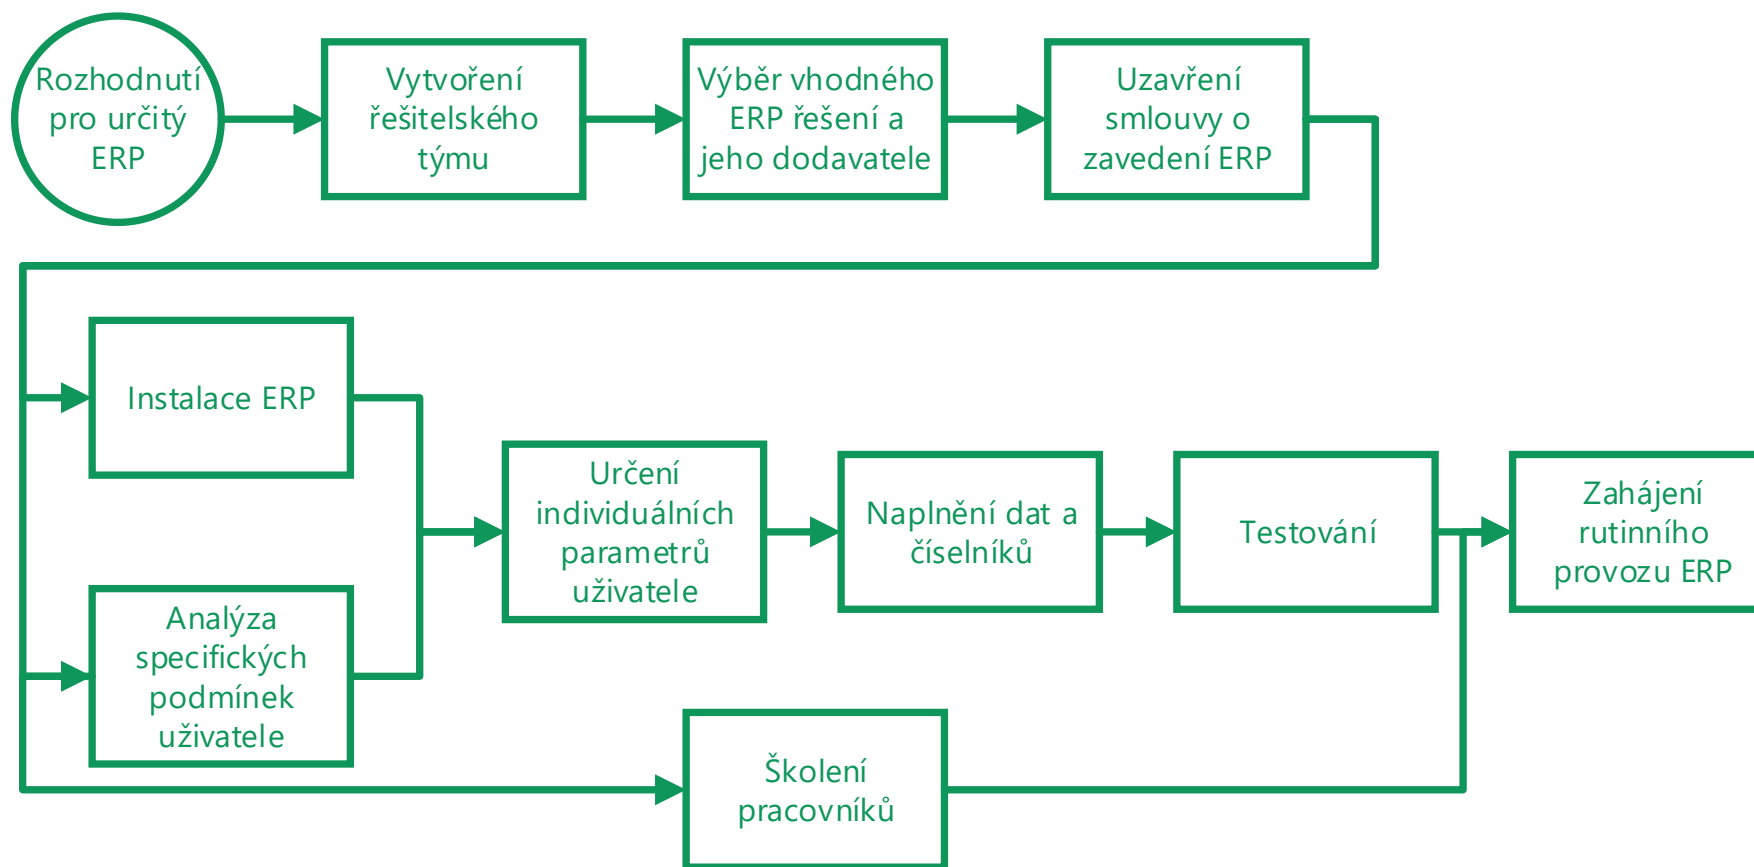 Rozhodnutí
pro určitý
ERP
Vytvoření
řešitelského
týmu
Výběr vhodného
ERP řešení a
jeho dodavatele
Uzavření
smlouvy o
zavedení ERP
Instalace ERP
Analýza
specifických
podmínek
uživatele
Určení
individuálních
parametrů
uživatele
Naplnění dat a
číselníků
Testování
Zahájení
rutinního
provozu ERP
Školení
pracovníků